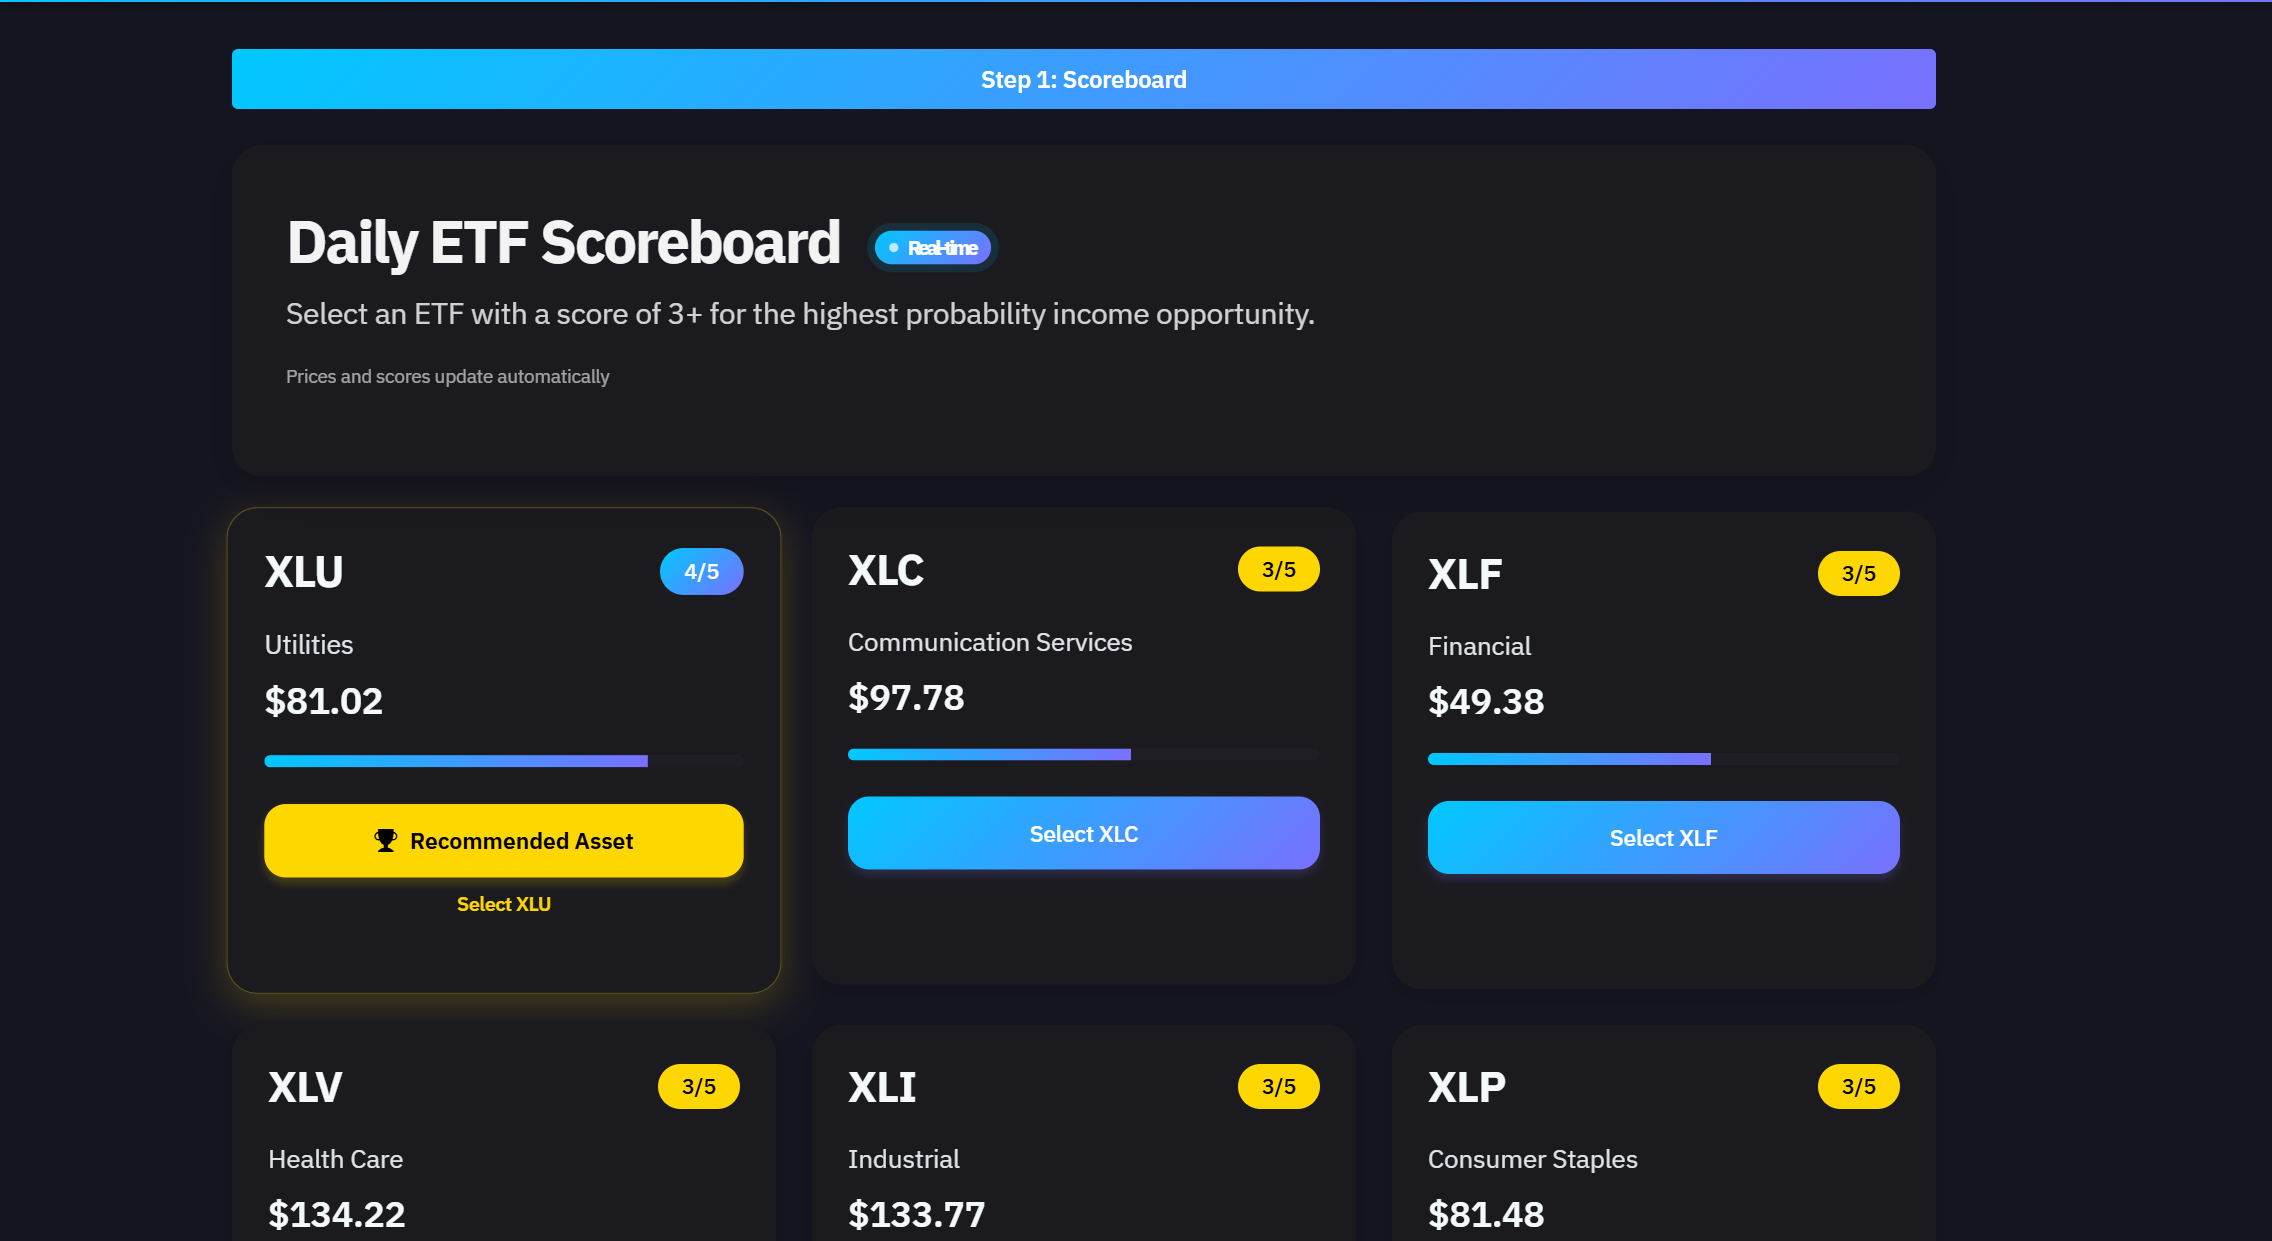 Step 1: Scoreboard
Daily ETF Scoreboard
Real-time
Select an ETF with a score of 3+ for the highest probability income opportunity.
Prices and scores update automatically
XLU
4/5
Utilities
$81.02
Recommended Asset
Select XLU
XLC
3/5
Communication Services
$97.78
Select XLC
XLF
3/5
Financial
$49.38
Select XLF
XLV
3/5
Health Care
$134.22
XLI
3/5
Industrial
$133.77
XLP
3/5
Consumer Staples
$81.48